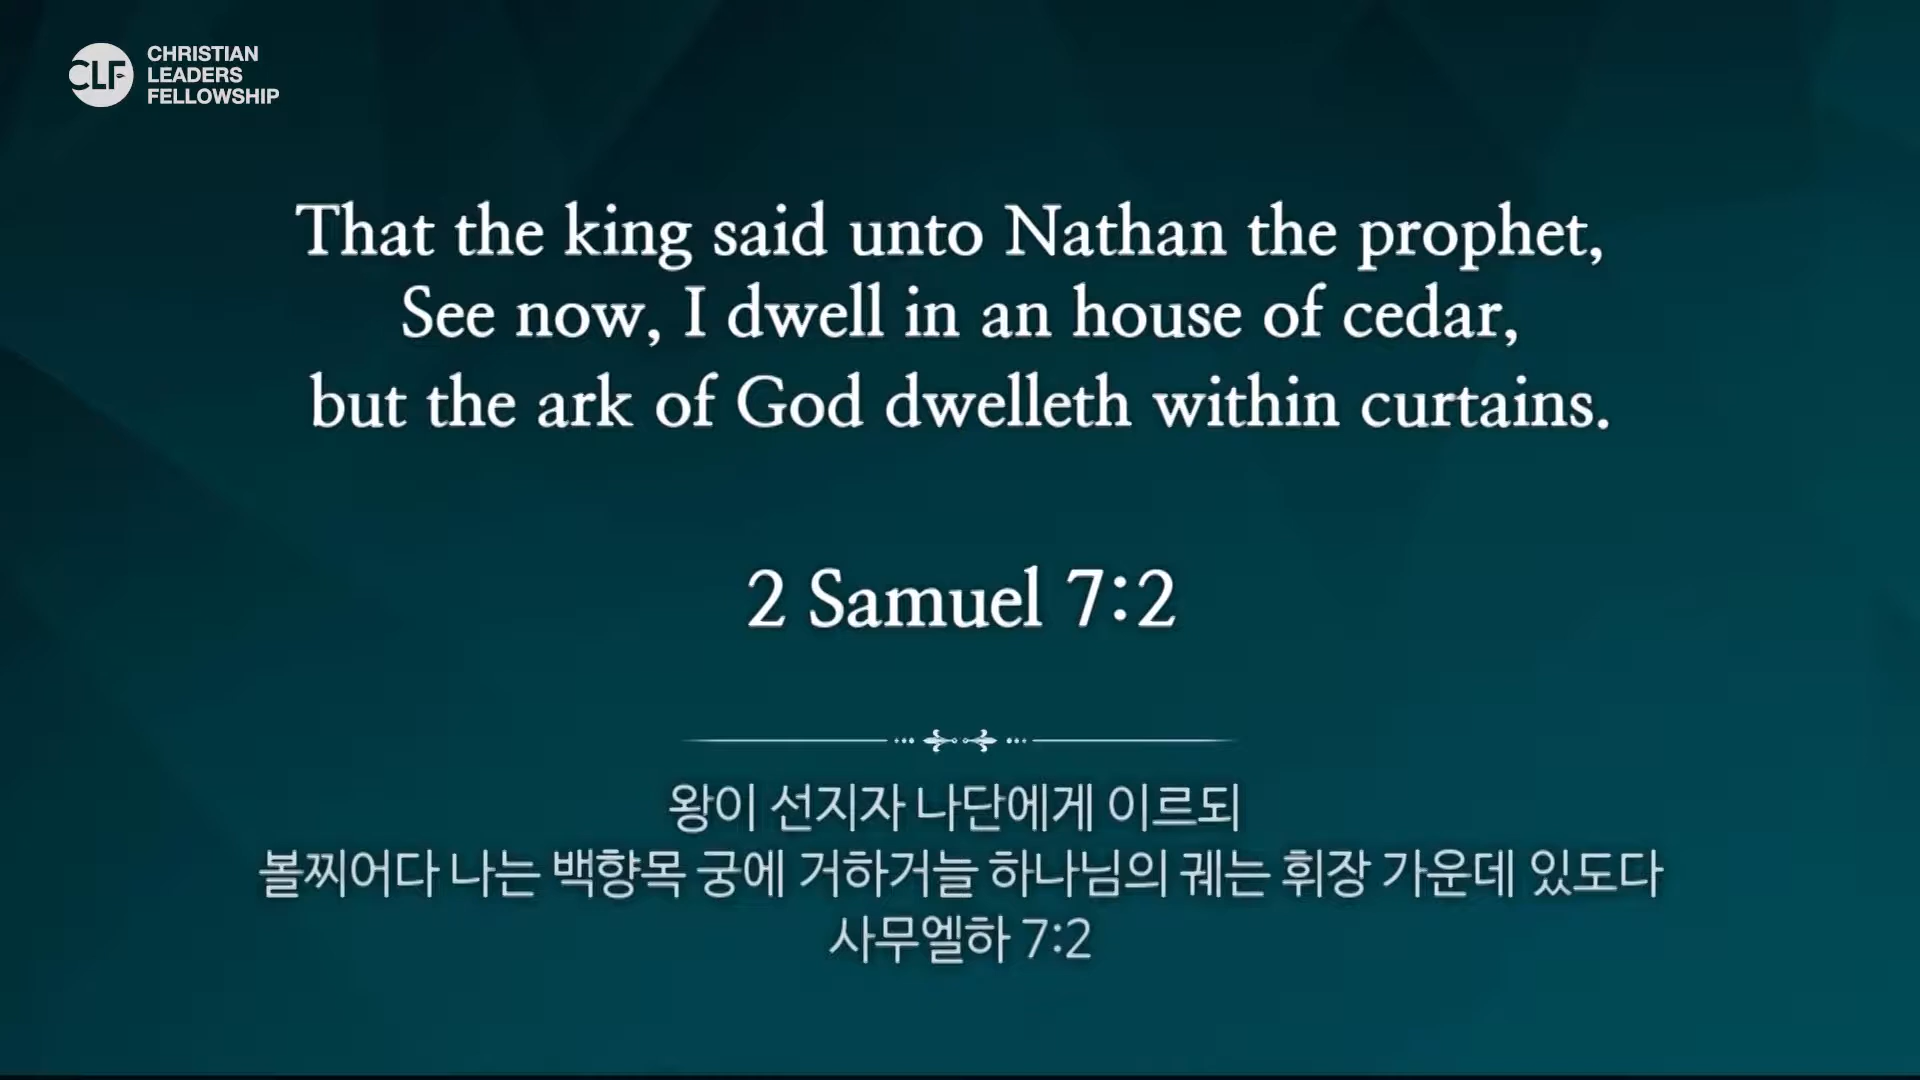 CLF
CHRISTIAN
LEADERS
FELLOWSHIP
That the king said unto Nathan the prophet,
See now, I dwell in an house of cedar,
but the ark of God dwelleth within curtains.
2 Samuel 7:2
왕이 선지자 나단에게 이르되
볼찌어다 나는 백향목 궁에 거하거늘 하나님의 궤는 휘장 가운데 있도다
사무엘하 7:2